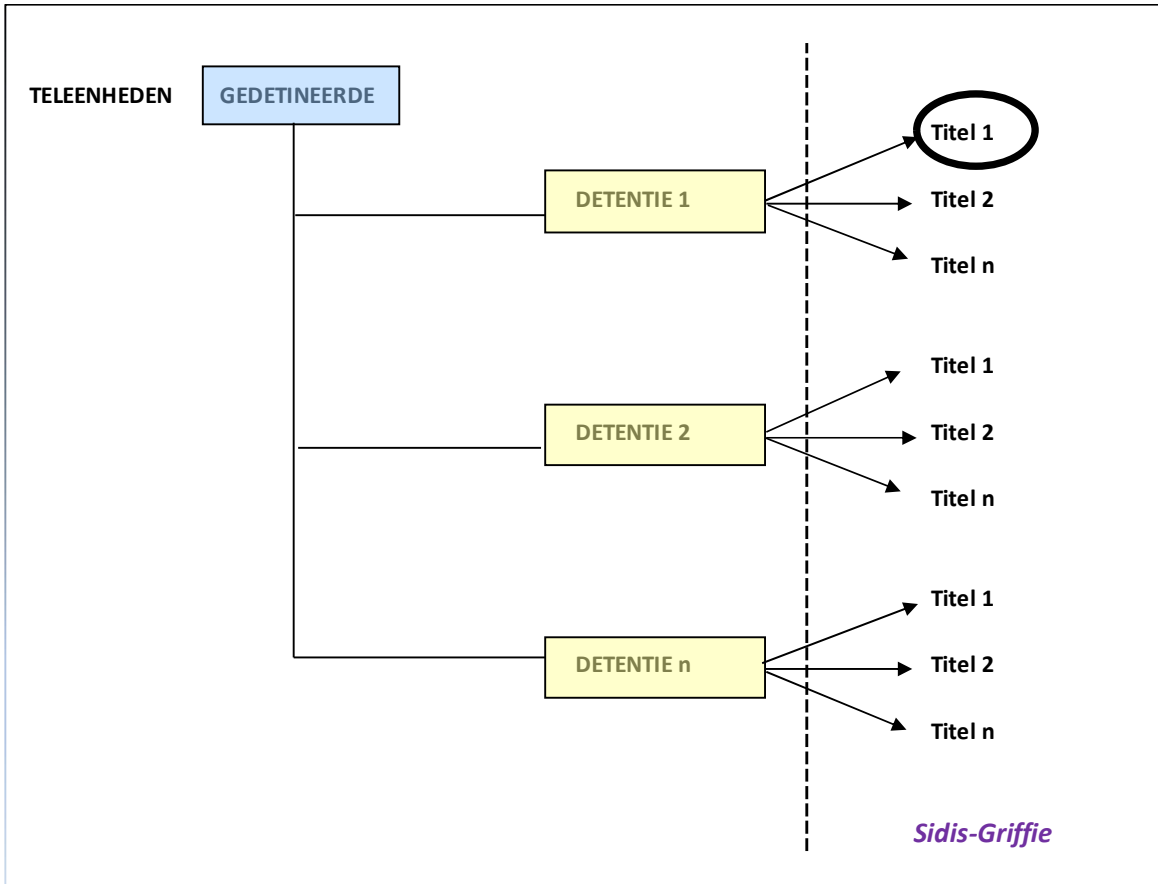 TELEENHEDEN
GEDETINEERDE
DETENTIE 1
Titel 1
Titel 2
Titel n
DETENTIE 2
Titel 1
Titel 2
Titel n
DETENTIE n
Titel 1
Titel 2
Titel n
Sidis-Griffie